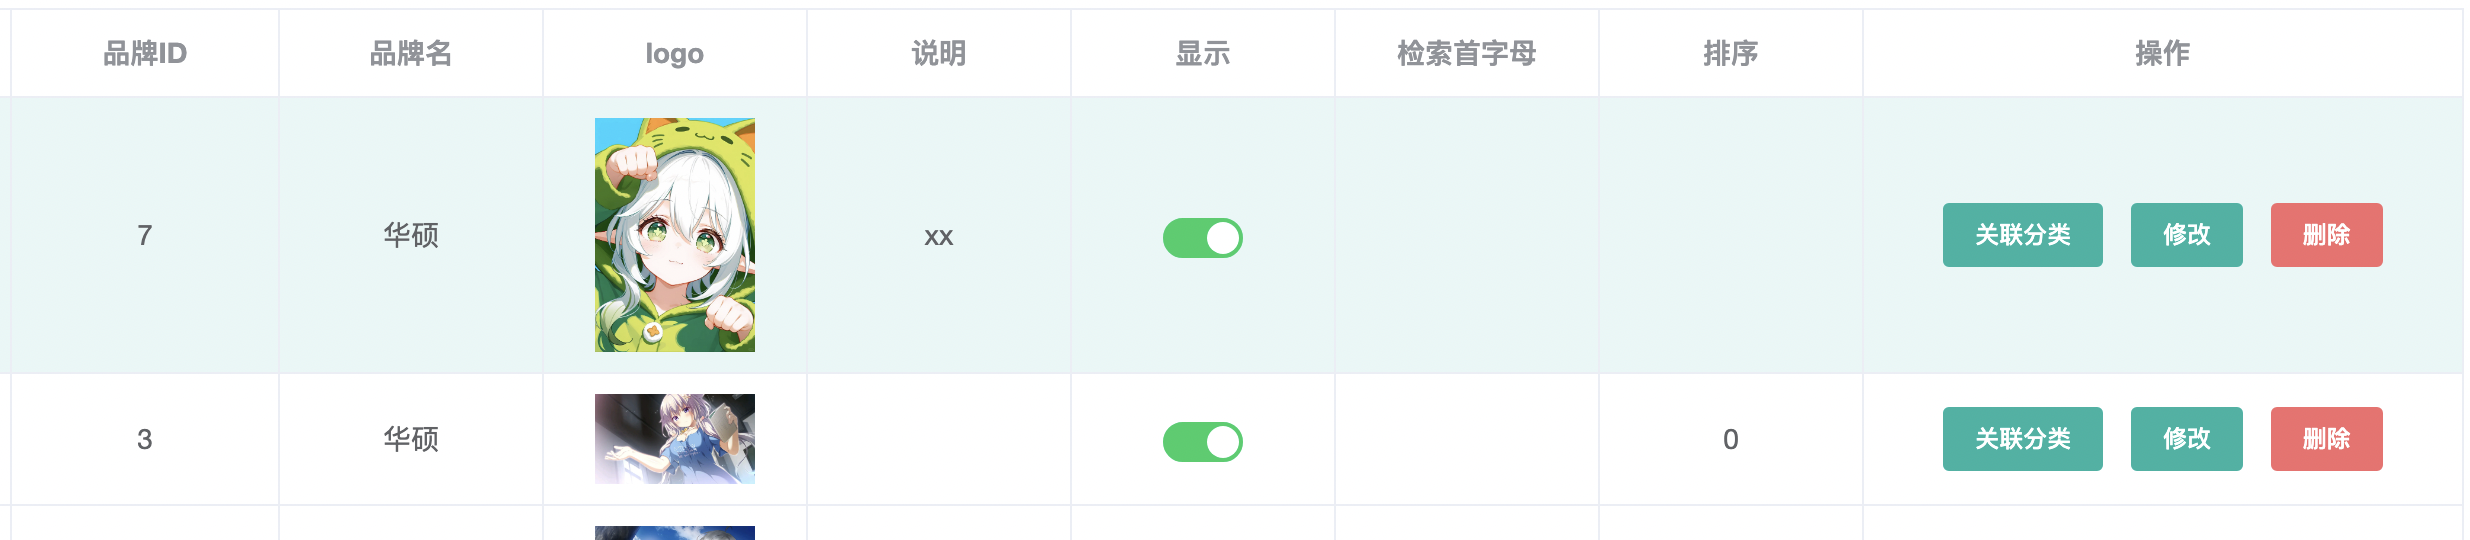 品牌ID 品牌名 logo 说明 显示 检索首字母 排序 操作
7 华硕 xx 关联分类 修改 删除
3 华硕 0 关联分类 修改 删除